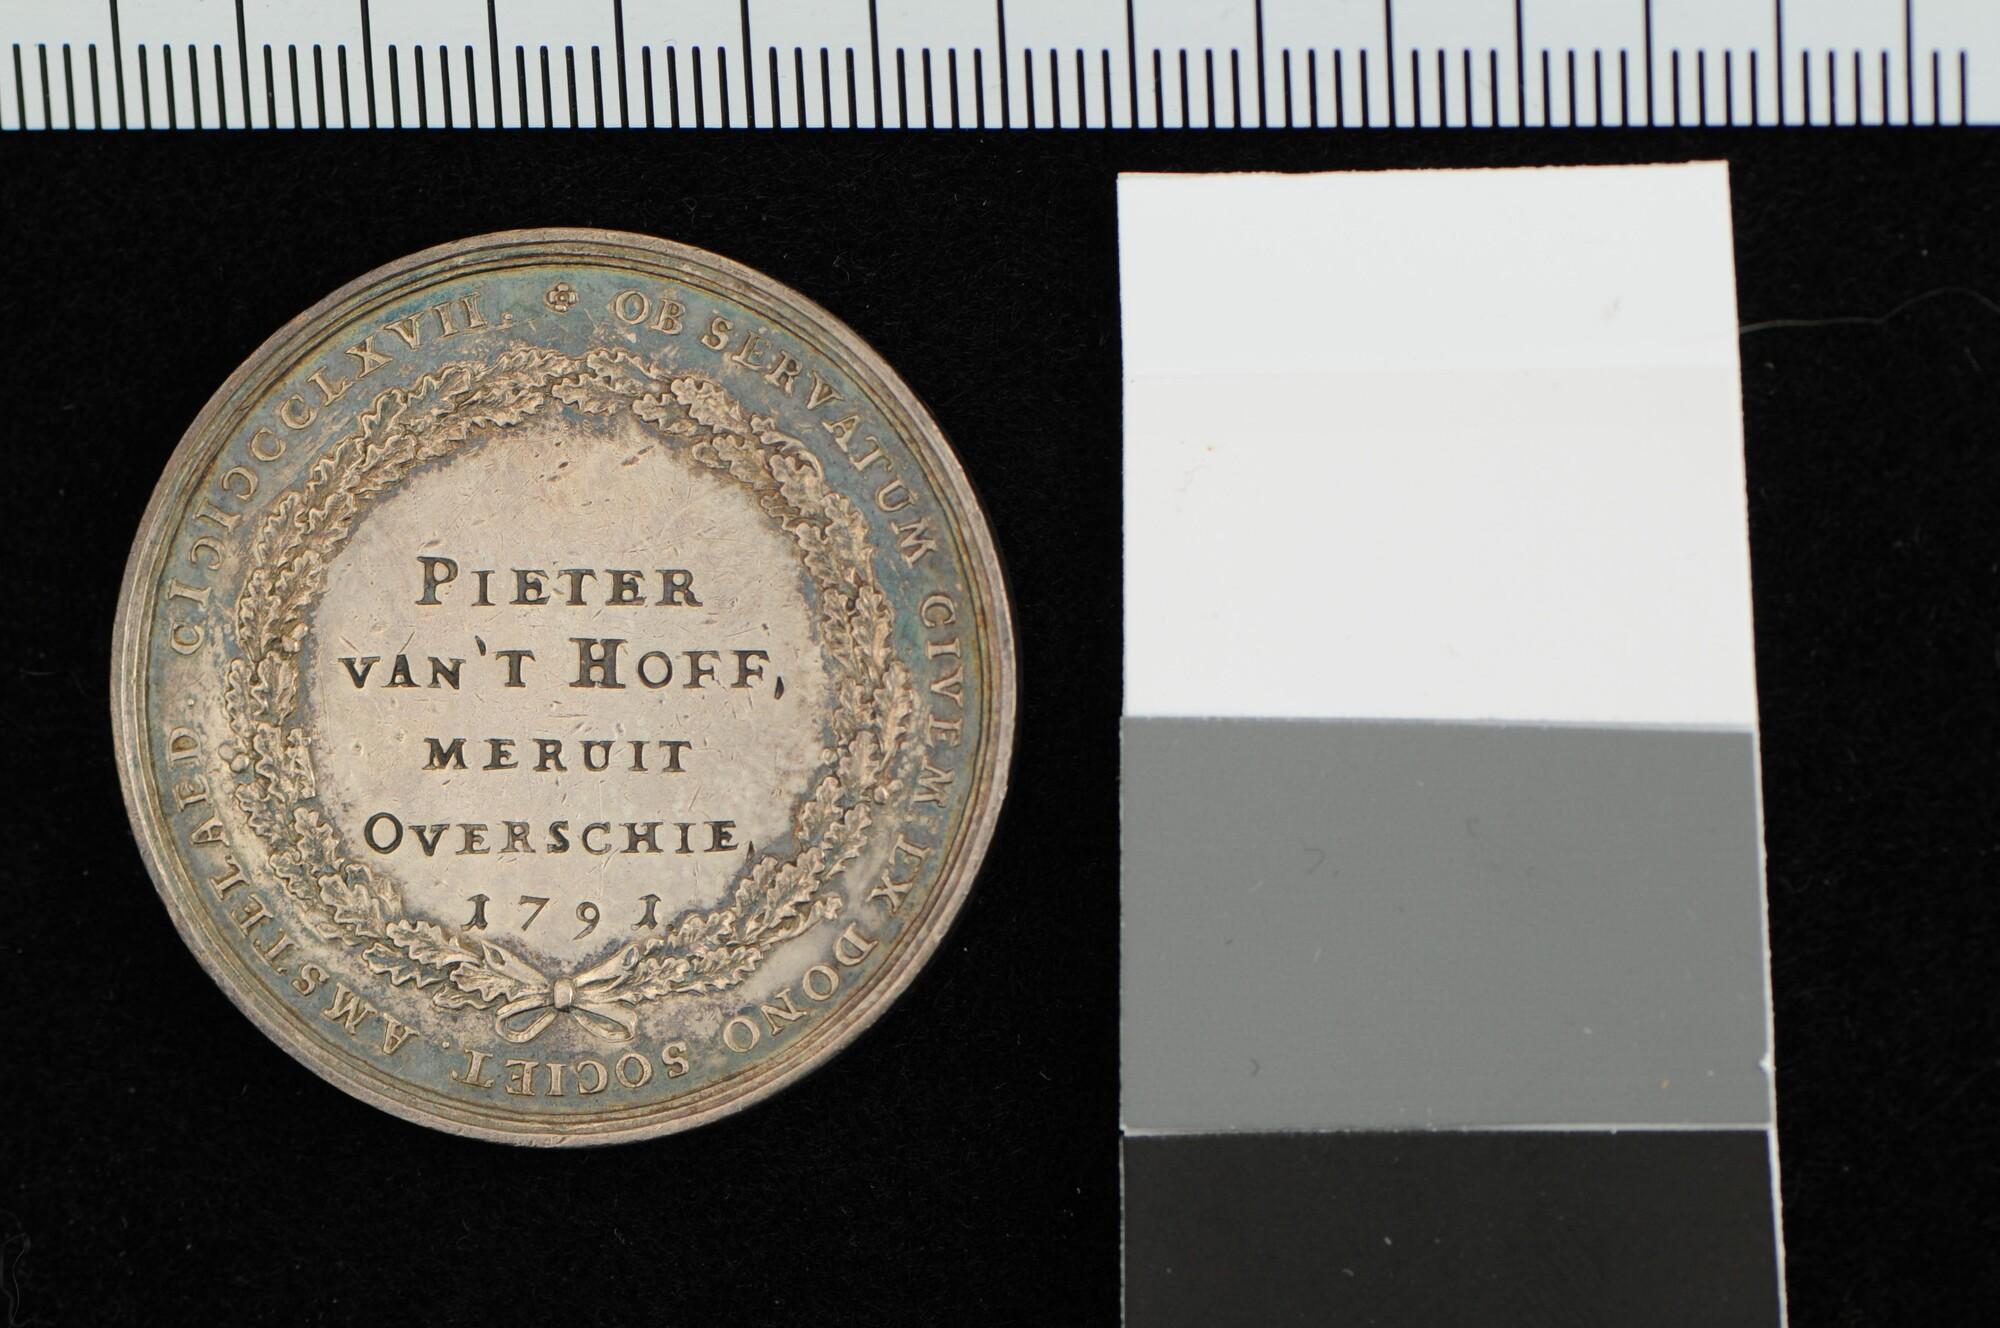 OB SERVATUM CIVEM EX DONO SOCIET. AMSTELAED. CIƆIƆCCLXVII.
PIETER
VAN'T HOFF,
MERUIT
OVERSCHIE,
1791